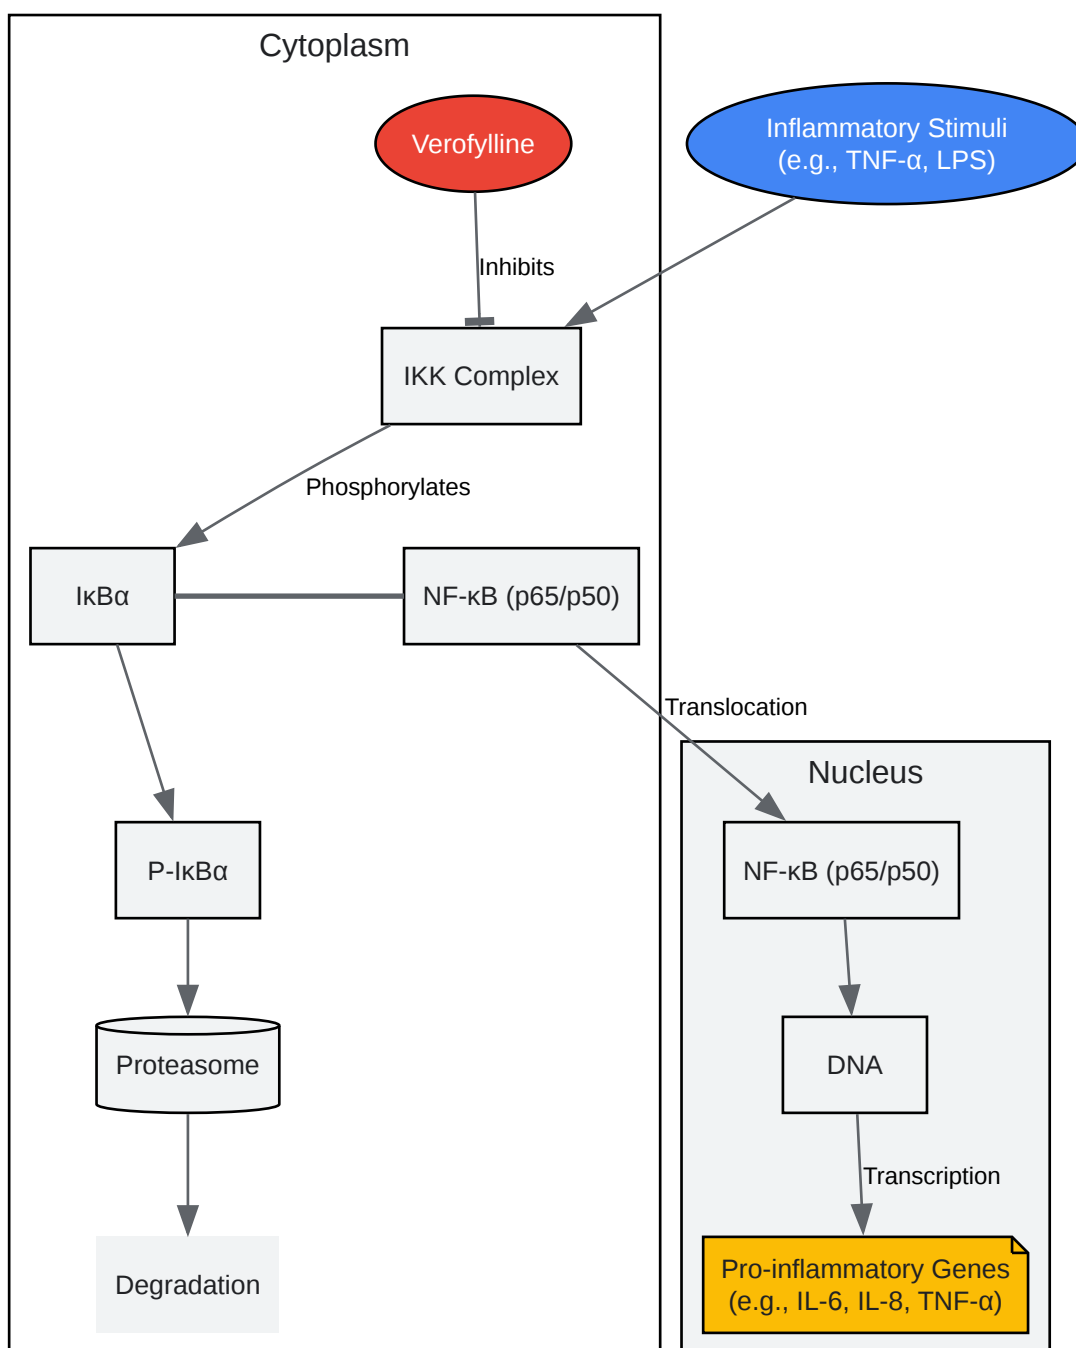 Cytoplasm
Verofylline
Inflammatory Stimuli
(e.g., TNF-α, LPS)
Inhibits
IKK Complex
Phosphorylates
IκBα
NF-κB (p65/p50)
Translocation
Nucleus
P-IκBα
NF-κB (p65/p50)
Proteasome
DNA
Transcription
Degradation
Pro-inflammatory Genes
(e.g., IL-6, IL-8, TNF-α)